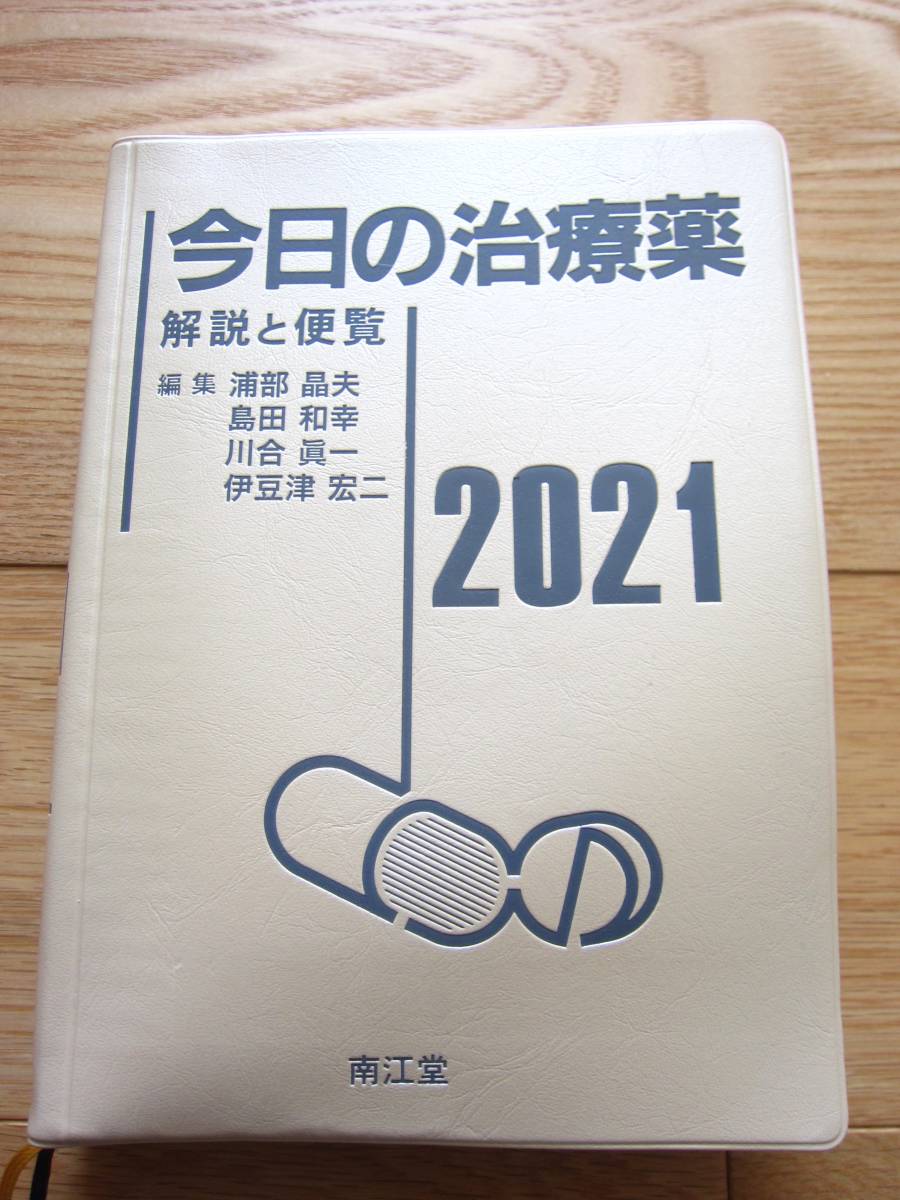 今日の治療薬
解説と便覧
編集 浦部 晶夫
島田 和幸
川合 眞一
伊豆津 宏二
2021
南江堂